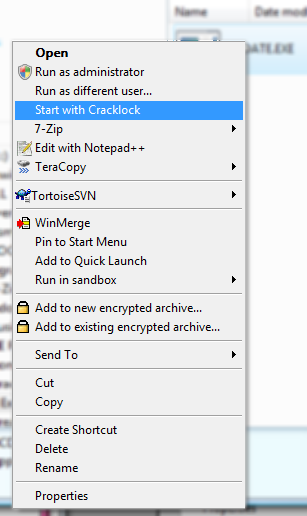 Name Date mod
ATE.EXE
Open
Run as administrator
Run as different user...
Start with Cracklock
7-Zip
Edit with Notepad++
TeraCopy
TortoiseSVN
WinMerge
Pin to Start Menu
Add to Quick Launch
Run in sandbox
Add to new encrypted archive...
Add to existing encrypted archive...
Send To
Cut
Copy
Create Shortcut
Delete
Rename
Properties